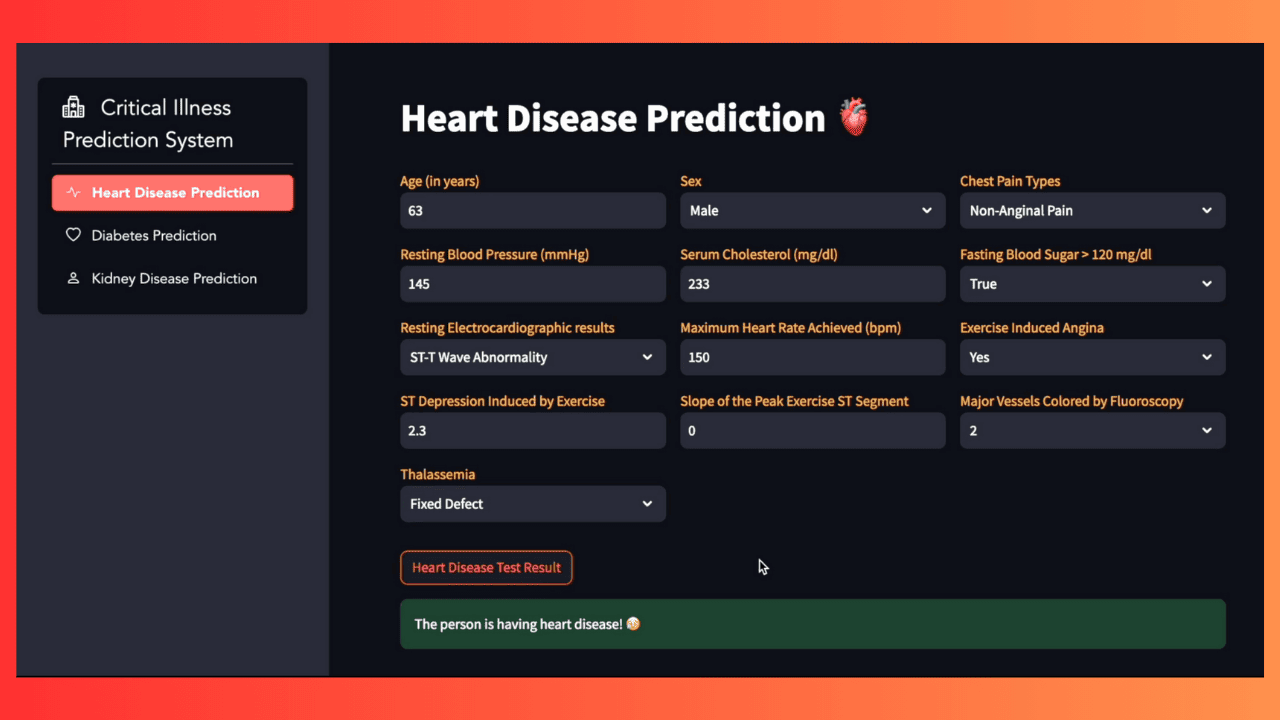 Critical Illness
Prediction System
Heart Disease Prediction
Diabetes Prediction
Kidney Disease Prediction
Heart Disease Prediction
Age (in years)
63
Sex
Male
Chest Pain Types
Non-Anginal Pain
Resting Blood Pressure (mmHg)
145
Serum Cholesterol (mg/dl)
233
Fasting Blood Sugar > 120 mg/dl
True
Resting Electrocardiographic results
ST-T Wave Abnormality
Maximum Heart Rate Achieved (bpm)
150
Exercise Induced Angina
Yes
ST Depression Induced by Exercise
2.3
Slope of the Peak Exercise ST Segment
0
Major Vessels Colored by Fluoroscopy
2
Thalassemia
Fixed Defect
Heart Disease Test Result
The person is having heart disease!